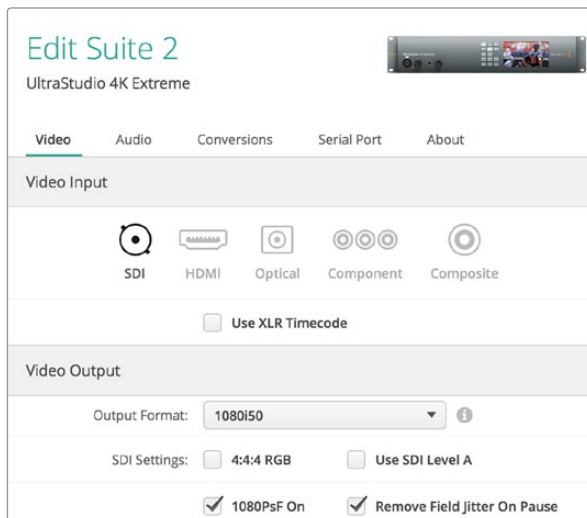 Edit Suite 2
UltraStudio 4K Extreme
Video Audio Conversions Serial Port About
Video Input
SDI HDMI Optical Component Composite
Use XLR Timecode
Video Output
Output Format: 1080i50
SDI Settings: 4:4:4 RGB Use SDI Level A
1080PsF On Remove Field Jitter On Pause